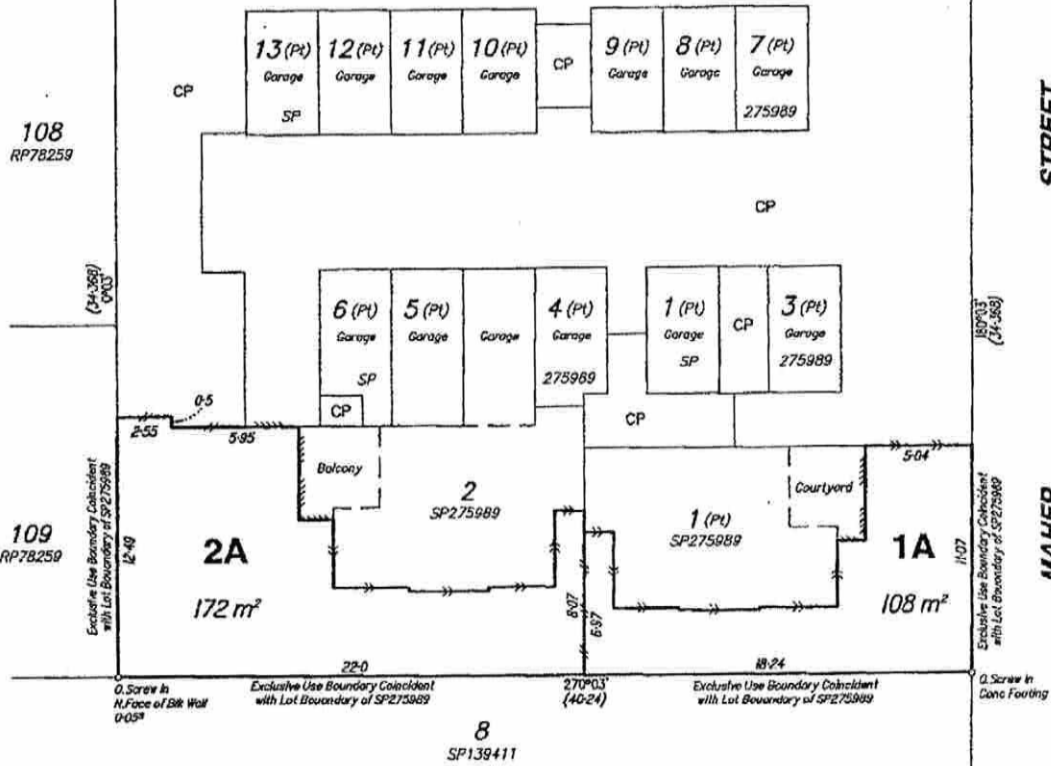 13 (Pt)
Garage
SP
12 (Pt)
Garage
11 (Pt)
Garage
10 (Pt)
Garage
CP
9 (Pt)
Garage
8 (Pt)
Garage
7 (Pt)
Garage
275989
CP
108
RP78259
STREET
CP
(34·368)
0°03'
180°03'
(34·368)
6 (Pt)
Garage
SP
5 (Pt)
Garage
Garage
4 (Pt)
Garage
275989
1 (Pt)
Garage
SP
CP
3 (Pt)
Garage
275989
CP
CP
0·5
2·55
5·95
5·04
Balcony
Courtyard
2
SP275989
1 (Pt)
SP275989
109
RP78259
12·49
Exclusive Use Boundary Coincident
with Lot Boundary of SP275989
2A
172 m²
8·07
6·97
1A
108 m²
11·07
Exclusive Use Boundary Coincident
with Lot Boundary of SP275989
MAHER
22·0
270°03'
(40·24)
18·24
O.Screw in
N.Face of Bik Wall
Exclusive Use Boundary Coincident
with Lot Bouondary of SP275989
Exclusive Use Boundary Coincident
with Lot Bouondary of SP275989
O.Screw in
Conc Footing
8
SP139411